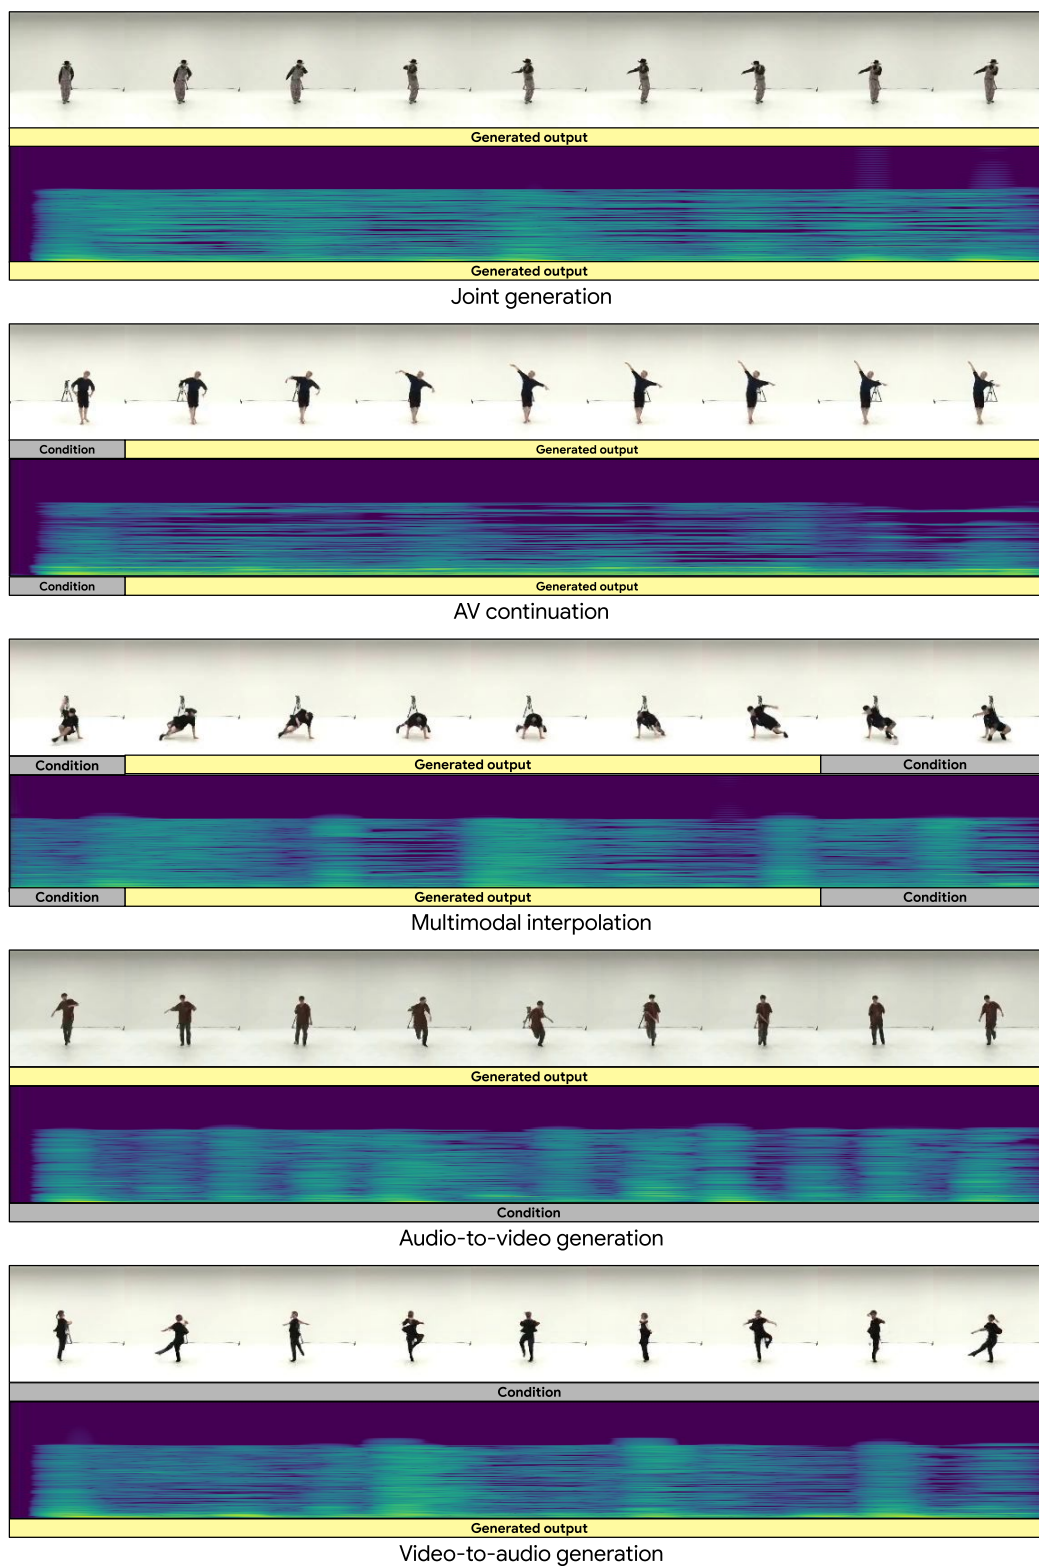 Generated output
Generated output
Joint generation
Condition Generated output
Condition Generated output
AV continuation
Condition Generated output Condition
Condition Generated output Condition
Multimodal interpolation
Generated output
Condition
Audio-to-video generation
Condition
Generated output
Video-to-audio generation